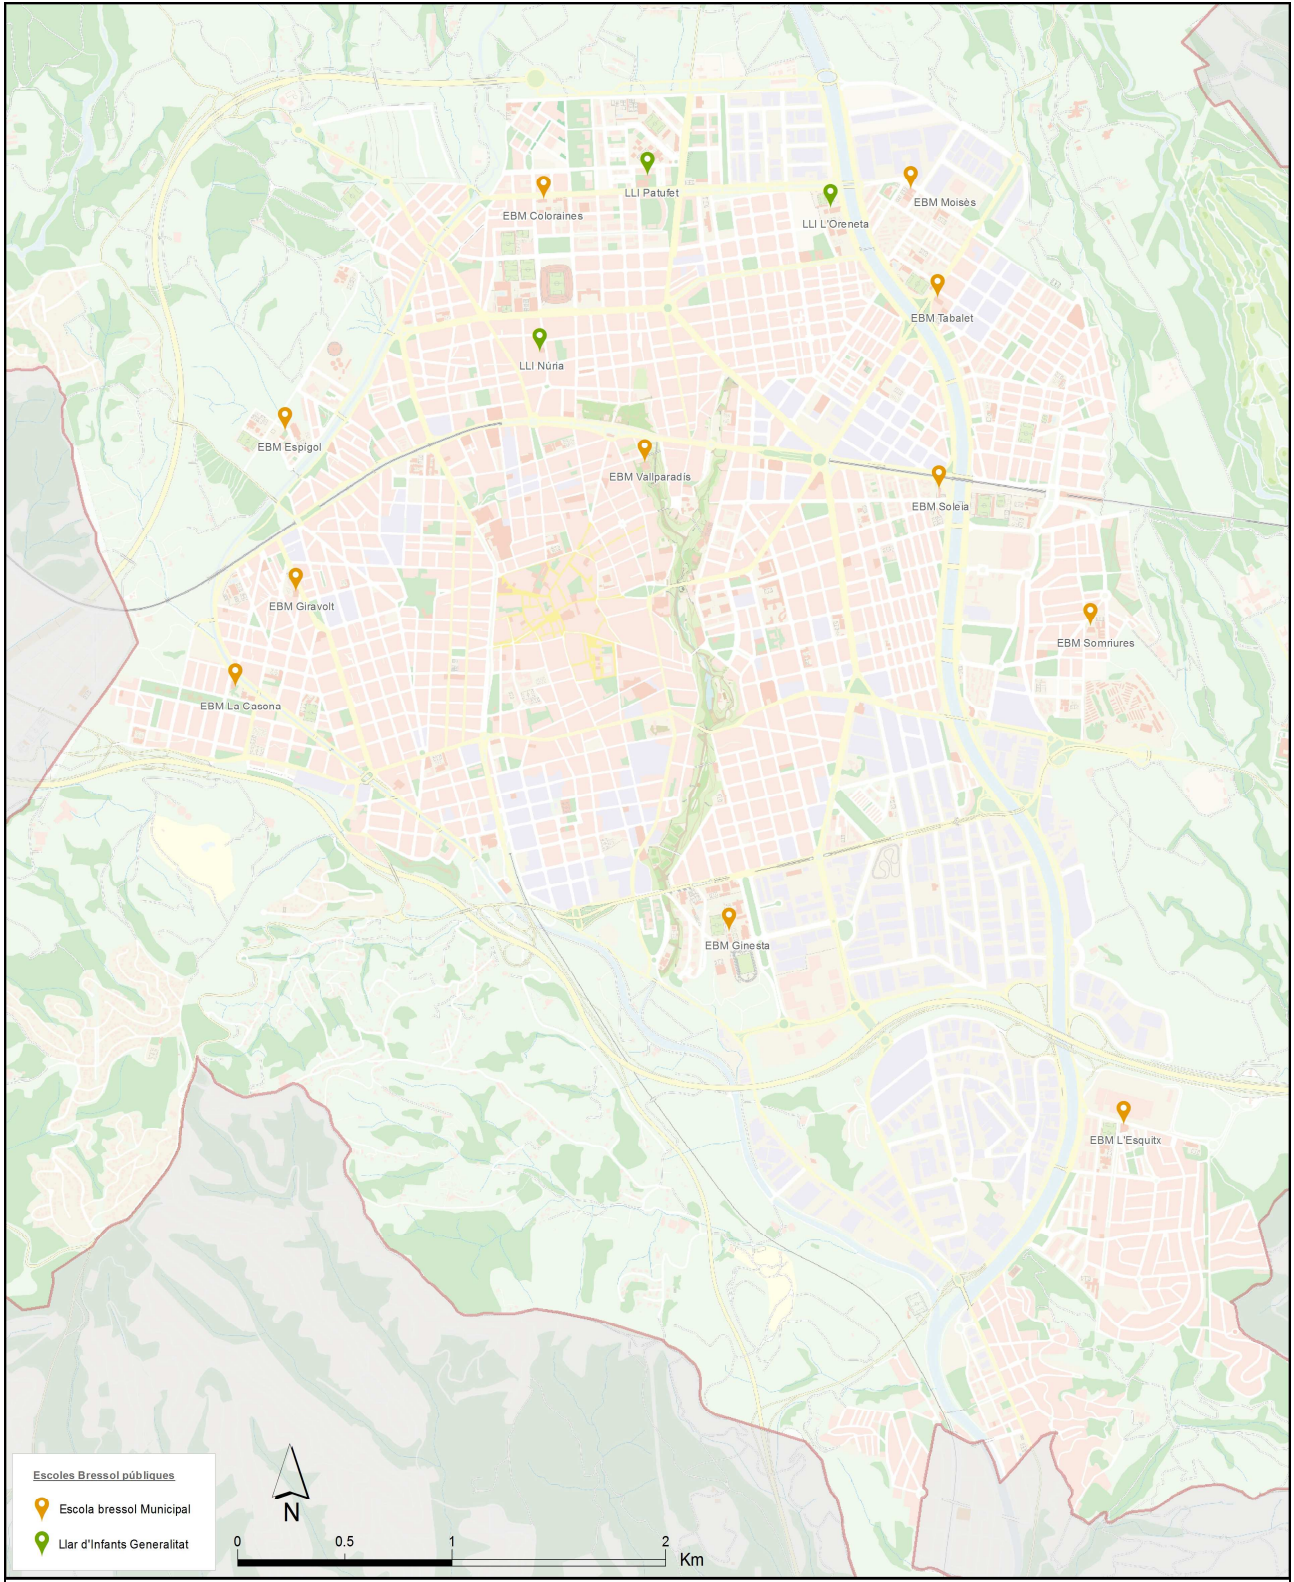 LLI Patufet
EBM Coloraines
EBM Moisès
LLI L'Oreneta
EBM Tabalet
LLI Núria
EBM Espígol
EBM Vallparadís
EBM Soleia
EBM Giravolt
EBM Somriures
EBM La Casona
EBM Ginesta
EBM L'Esquitx
Escoles Bressol públiques
Escola bressol Municipal
Llar d'Infants Generalitat
N
0 0.5 1 2
Km